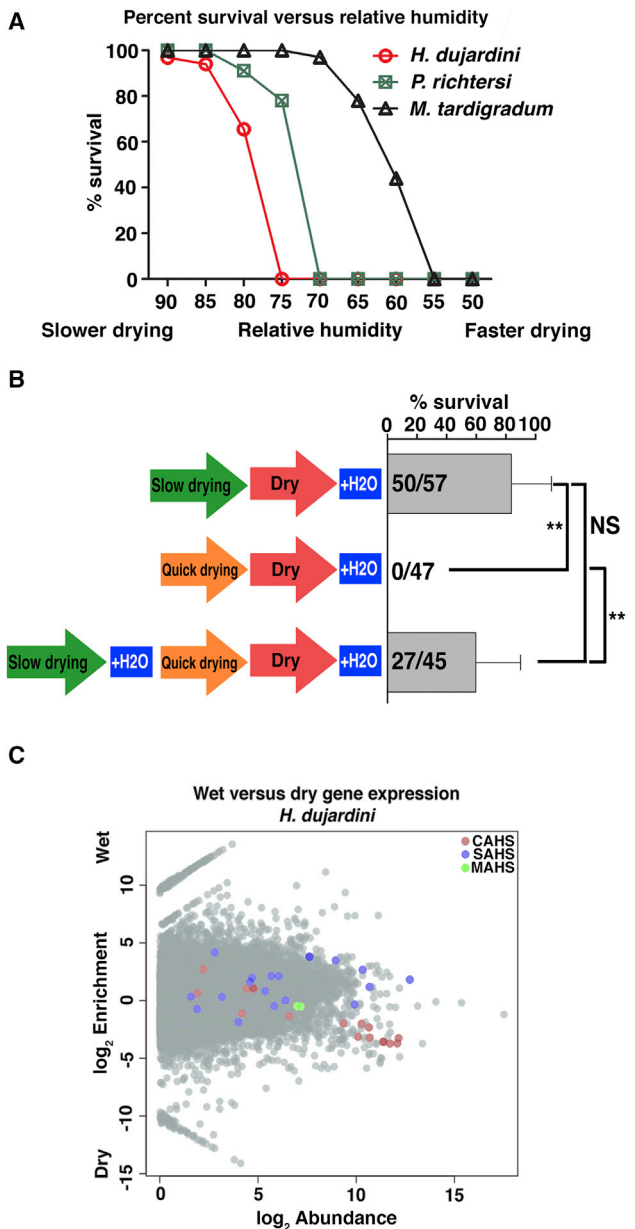 A
Percent survival versus relative humidity
H. dujardini
P. richtersi
M. tardigradum
% survival
100
80
60
40
20
0
90 85 80 75 70 65 60 55 50
Slower drying Relative humidity Faster drying
B
% survival
0 20 40 60 80 100
Slow drying Dry +H2O 50/57
** NS
Quick drying Dry +H2O 0/47
**
Slow drying +H2O Quick drying Dry +H2O 27/45
C
Wet versus dry gene expression
H. dujardini
CAHS
SAHS
MAHS
Wet
log2 Enrichment
Dry
10
5
0
-5
-10
-15
0 5 10 15
log2 Abundance